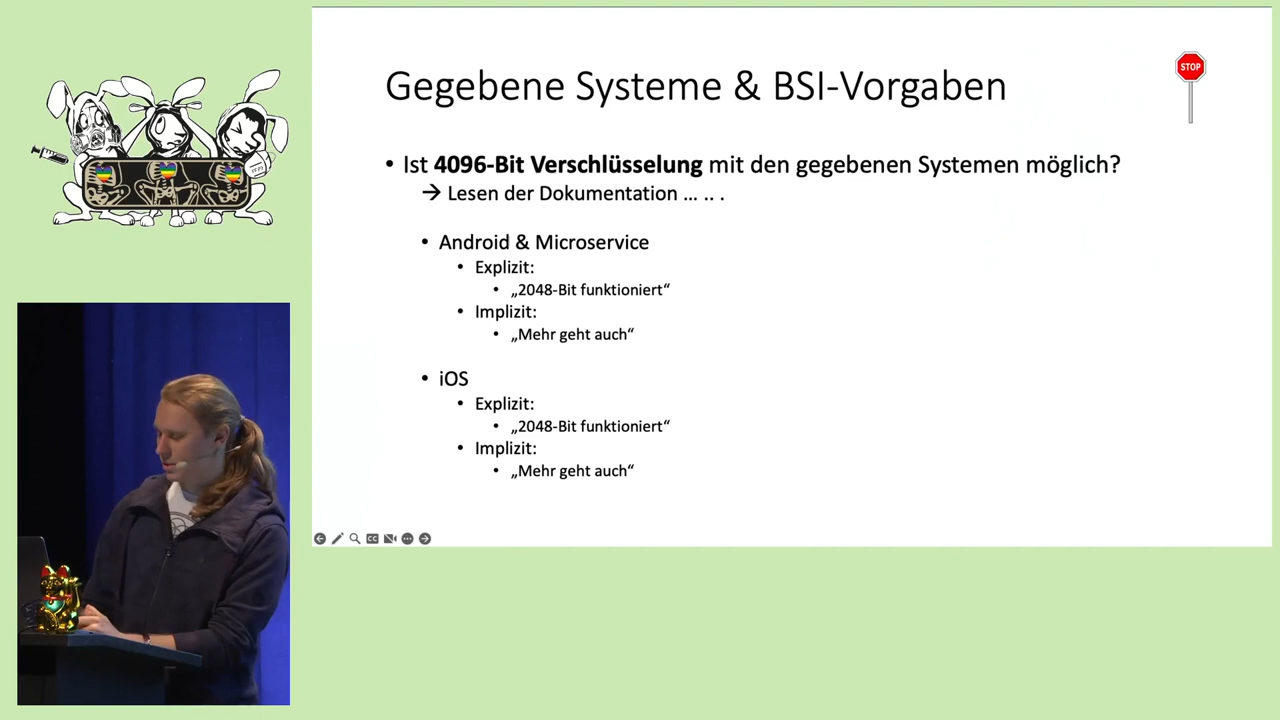 Gegebene Systeme & BSI-Vorgaben
STOP
• Ist 4096-Bit Verschlüsselung mit den gegebenen Systemen möglich?
→ Lesen der Dokumentation ... .. .
• Android & Microservice
• Explizit:
• „2048-Bit funktioniert“
• Implizit:
• „Mehr geht auch“
• iOS
• Explizit:
• „2048-Bit funktioniert“
• Implizit:
• „Mehr geht auch“